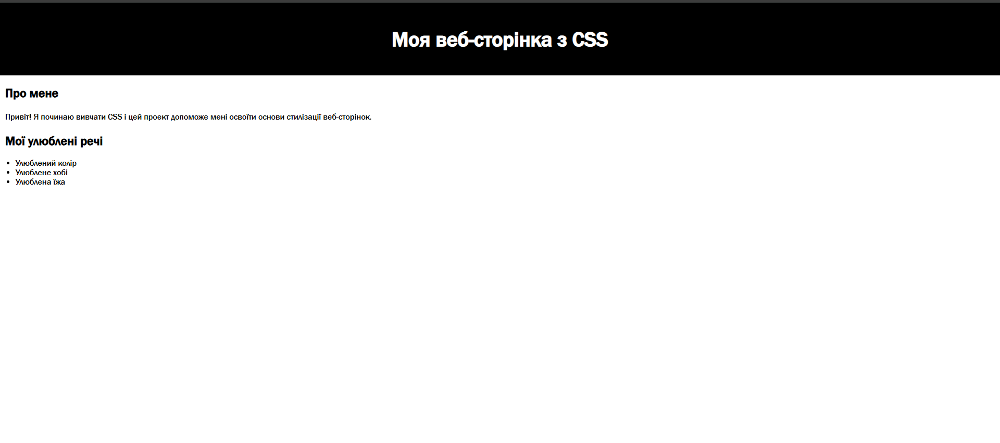 Моя веб-сторінка з CSS
Про мене
Привіт! Я починаю вивчати CSS і цей проект допоможе мені освоїти основи стилізації веб-сторінок.
Мої улюблені речі
Улюблений колір
Улюблене хобі
Улюблена їжа